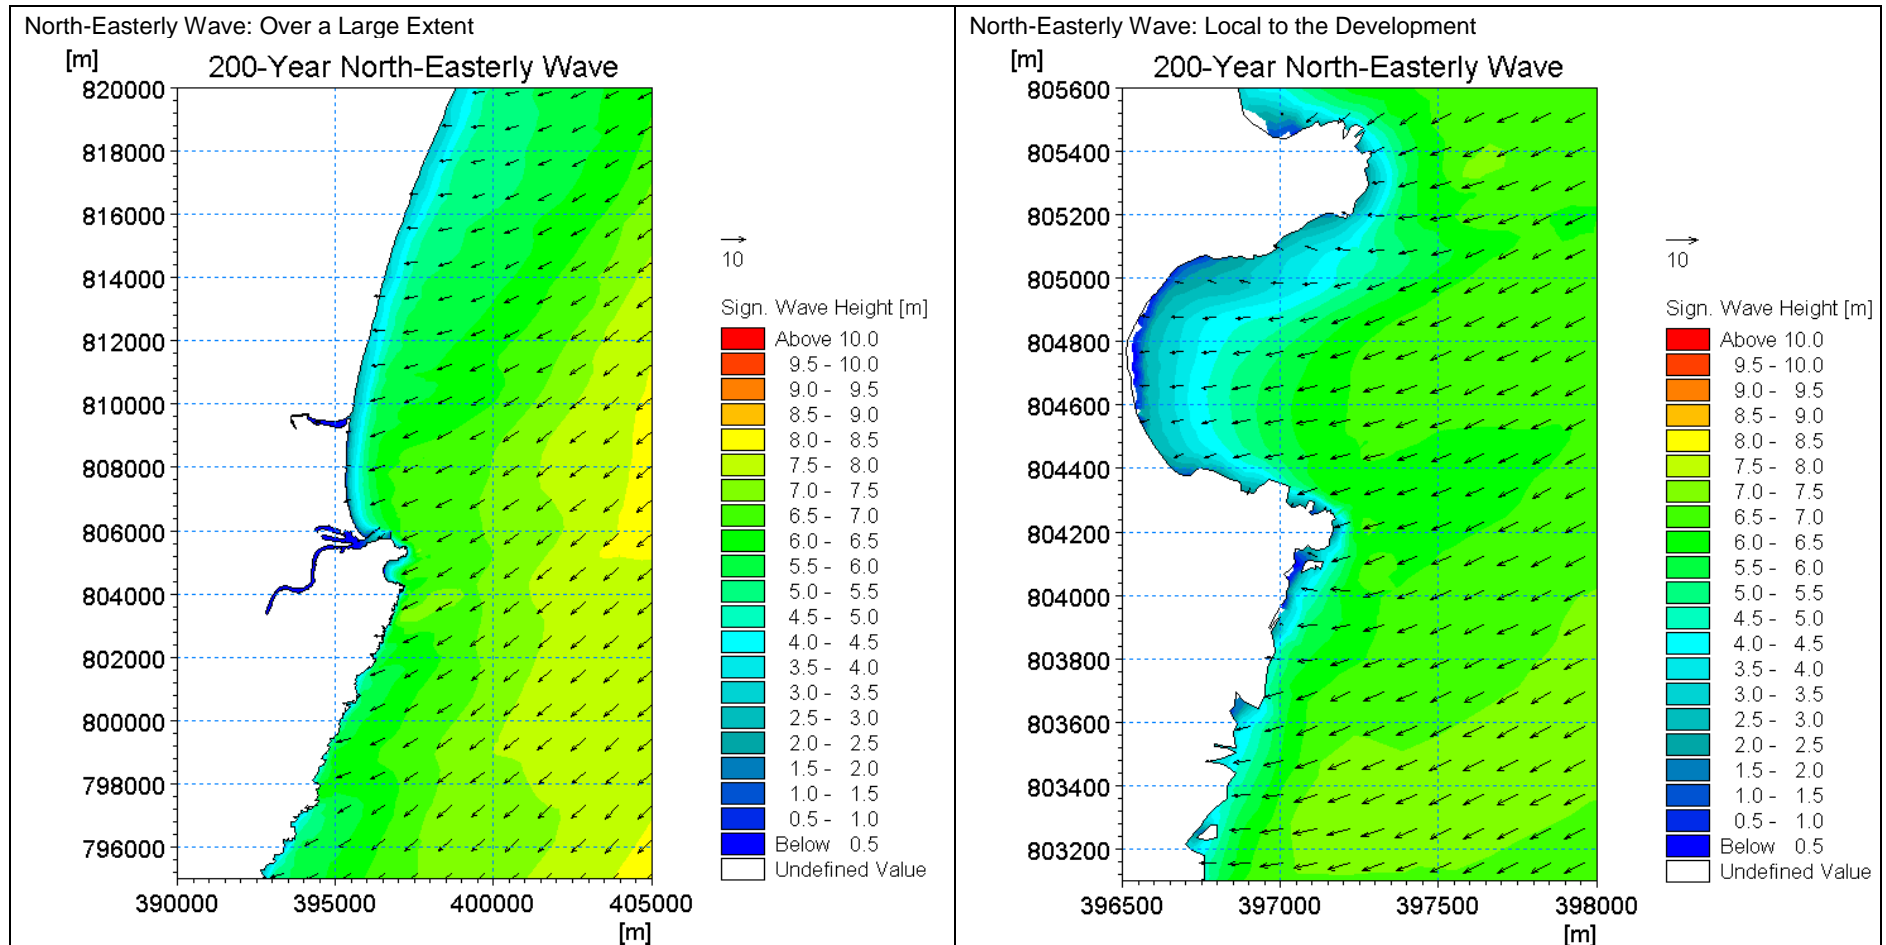 North-Easterly Wave: Over a Large Extent
[m]
200-Year North-Easterly Wave
820000
818000
816000
814000
812000
810000
808000
806000
804000
802000
800000
798000
796000
390000 395000 400000 405000
[m]
10
Sign. Wave Height [m]
Above 10.0
9.5 - 10.0
9.0 - 9.5
8.5 - 9.0
8.0 - 8.5
7.5 - 8.0
7.0 - 7.5
6.5 - 7.0
6.0 - 6.5
5.5 - 6.0
5.0 - 5.5
4.5 - 5.0
4.0 - 4.5
3.5 - 4.0
3.0 - 3.5
2.5 - 3.0
2.0 - 2.5
1.5 - 2.0
1.0 - 1.5
0.5 - 1.0
Below 0.5
Undefined Value
North-Easterly Wave: Local to the Development
[m]
200-Year North-Easterly Wave
805600
805400
805200
805000
804800
804600
804400
804200
804000
803800
803600
803400
803200
396500 397000 397500 398000
[m]
10
Sign. Wave Height [m]
Above 10.0
9.5 - 10.0
9.0 - 9.5
8.5 - 9.0
8.0 - 8.5
7.5 - 8.0
7.0 - 7.5
6.5 - 7.0
6.0 - 6.5
5.5 - 6.0
5.0 - 5.5
4.5 - 5.0
4.0 - 4.5
3.5 - 4.0
3.0 - 3.5
2.5 - 3.0
2.0 - 2.5
1.5 - 2.0
1.0 - 1.5
0.5 - 1.0
Below 0.5
Undefined Value